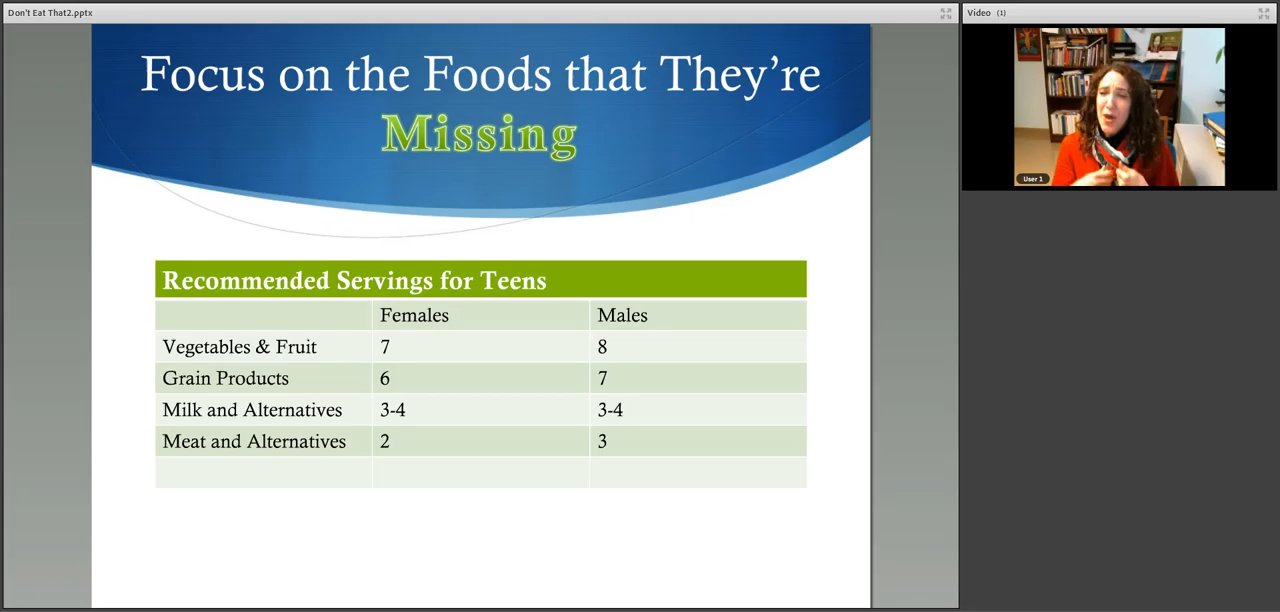 Don't Eat That2.pptx
Video (1)
Focus on the Foods that They're
Missing
Recommended Servings for Teens
Females Males
Vegetables & Fruit 7 8
Grain Products 6 7
Milk and Alternatives 3-4 3-4
Meat and Alternatives 2 3
User 1